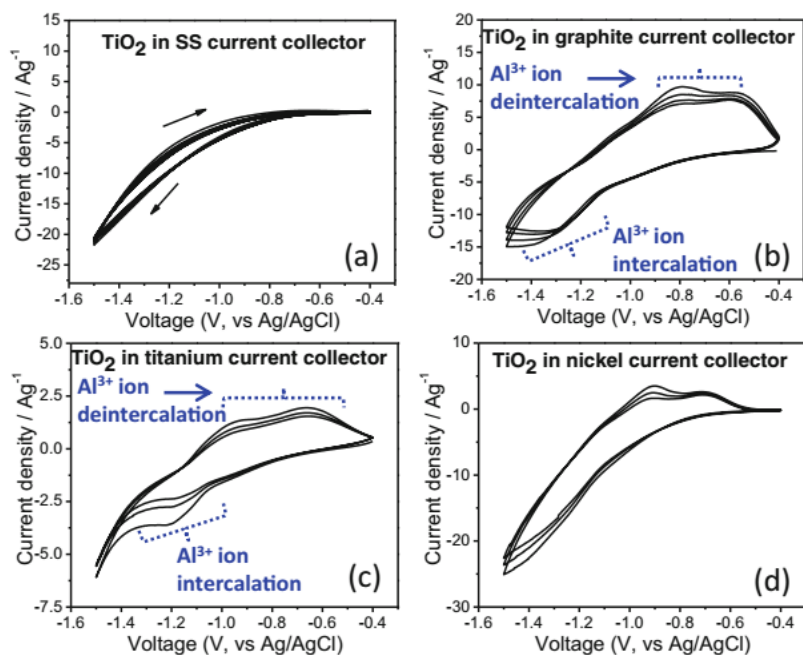 TiO2 in SS current collector
Current density / Ag-1
15
10
5
0
-5
-10
-15
-20
-25
(a)
-1.6
-1.4
-1.2
-1.0
-0.8
-0.6
-0.4
Voltage (V, vs Ag/AgCl)
TiO2 in graphite current collector
Current density / Ag-1
20
15
10
5
0
-5
-10
-15
20
Al3+ ion
deintercalation
Al3+ ion
intercalation
(b)
-1.6
-1.4
-1.2
-1.0
-0.8
-0.6
-0.4
Voltage (V, vs Ag/AgCl)
TiO2 in titanium current collector
Current density / Ag-1
5.0
2.5
0.0
-2.5
-5.0
-7.5
Al3+ ion
deintercalation
Al3+ ion
intercalation
(c)
-1.6
-1.4
-1.2
-1.0
-0.8
-0.6
-0.4
Voltage (V, vs Ag/AgCl)
TiO2 in nickel current collector
Current density / Ag-1
10
0
-10
-20
-30
(d)
-1.6
-1.4
-1.2
-1.0
-0.8
-0.6
-0.4
Voltage (V, vs Ag/AgCl)